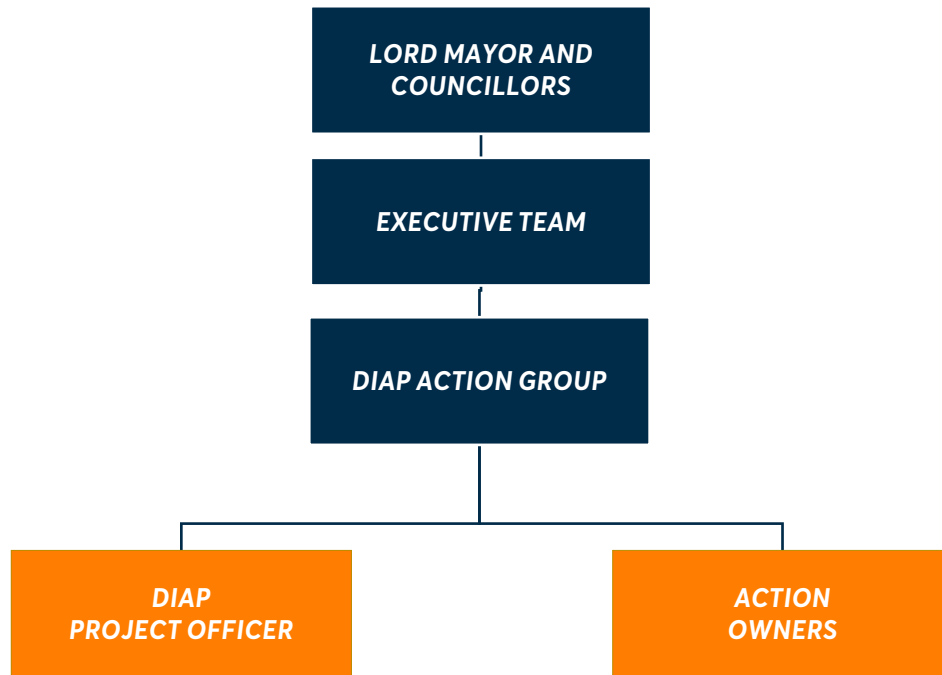 LORD MAYOR AND
COUNCILLORS
EXECUTIVE TEAM
DIAP ACTION GROUP
DIAP
PROJECT OFFICER
ACTION
OWNERS